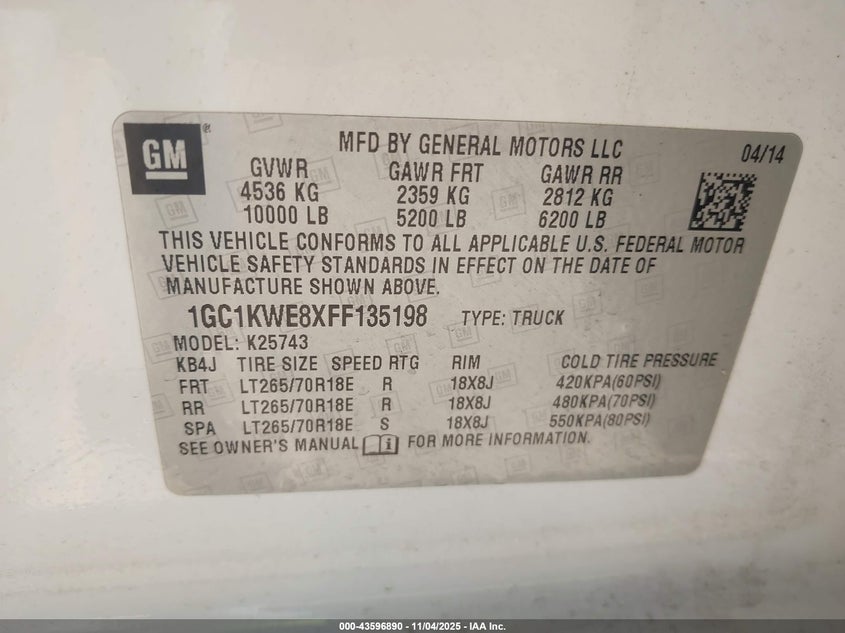 GM
MFD BY GENERAL MOTORS LLC 04/14
GVWR GAWR FRT GAWR RR
4536 KG 2359 KG 2812 KG
10000 LB 5200 LB 6200 LB
THIS VEHICLE CONFORMS TO ALL APPLICABLE U.S. FEDERAL MOTOR
VEHICLE SAFETY STANDARDS IN EFFECT ON THE DATE OF
MANUFACTURE SHOWN ABOVE.
1GC1KWE8XFF135198 TYPE: TRUCK
MODEL: K25743
KB4J TIRE SIZE SPEED RTG RIM COLD TIRE PRESSURE
FRT LT265/70R18E R 18X8J 420KPA(60PSI)
RR LT265/70R18E R 18X8J 480KPA(70PSI)
SPA LT265/70R18E S 18X8J 550KPA(80PSI)
SEE OWNER'S MANUAL FOR MORE INFORMATION.
000-43596890 - 11/04/2025 - IAA Inc.